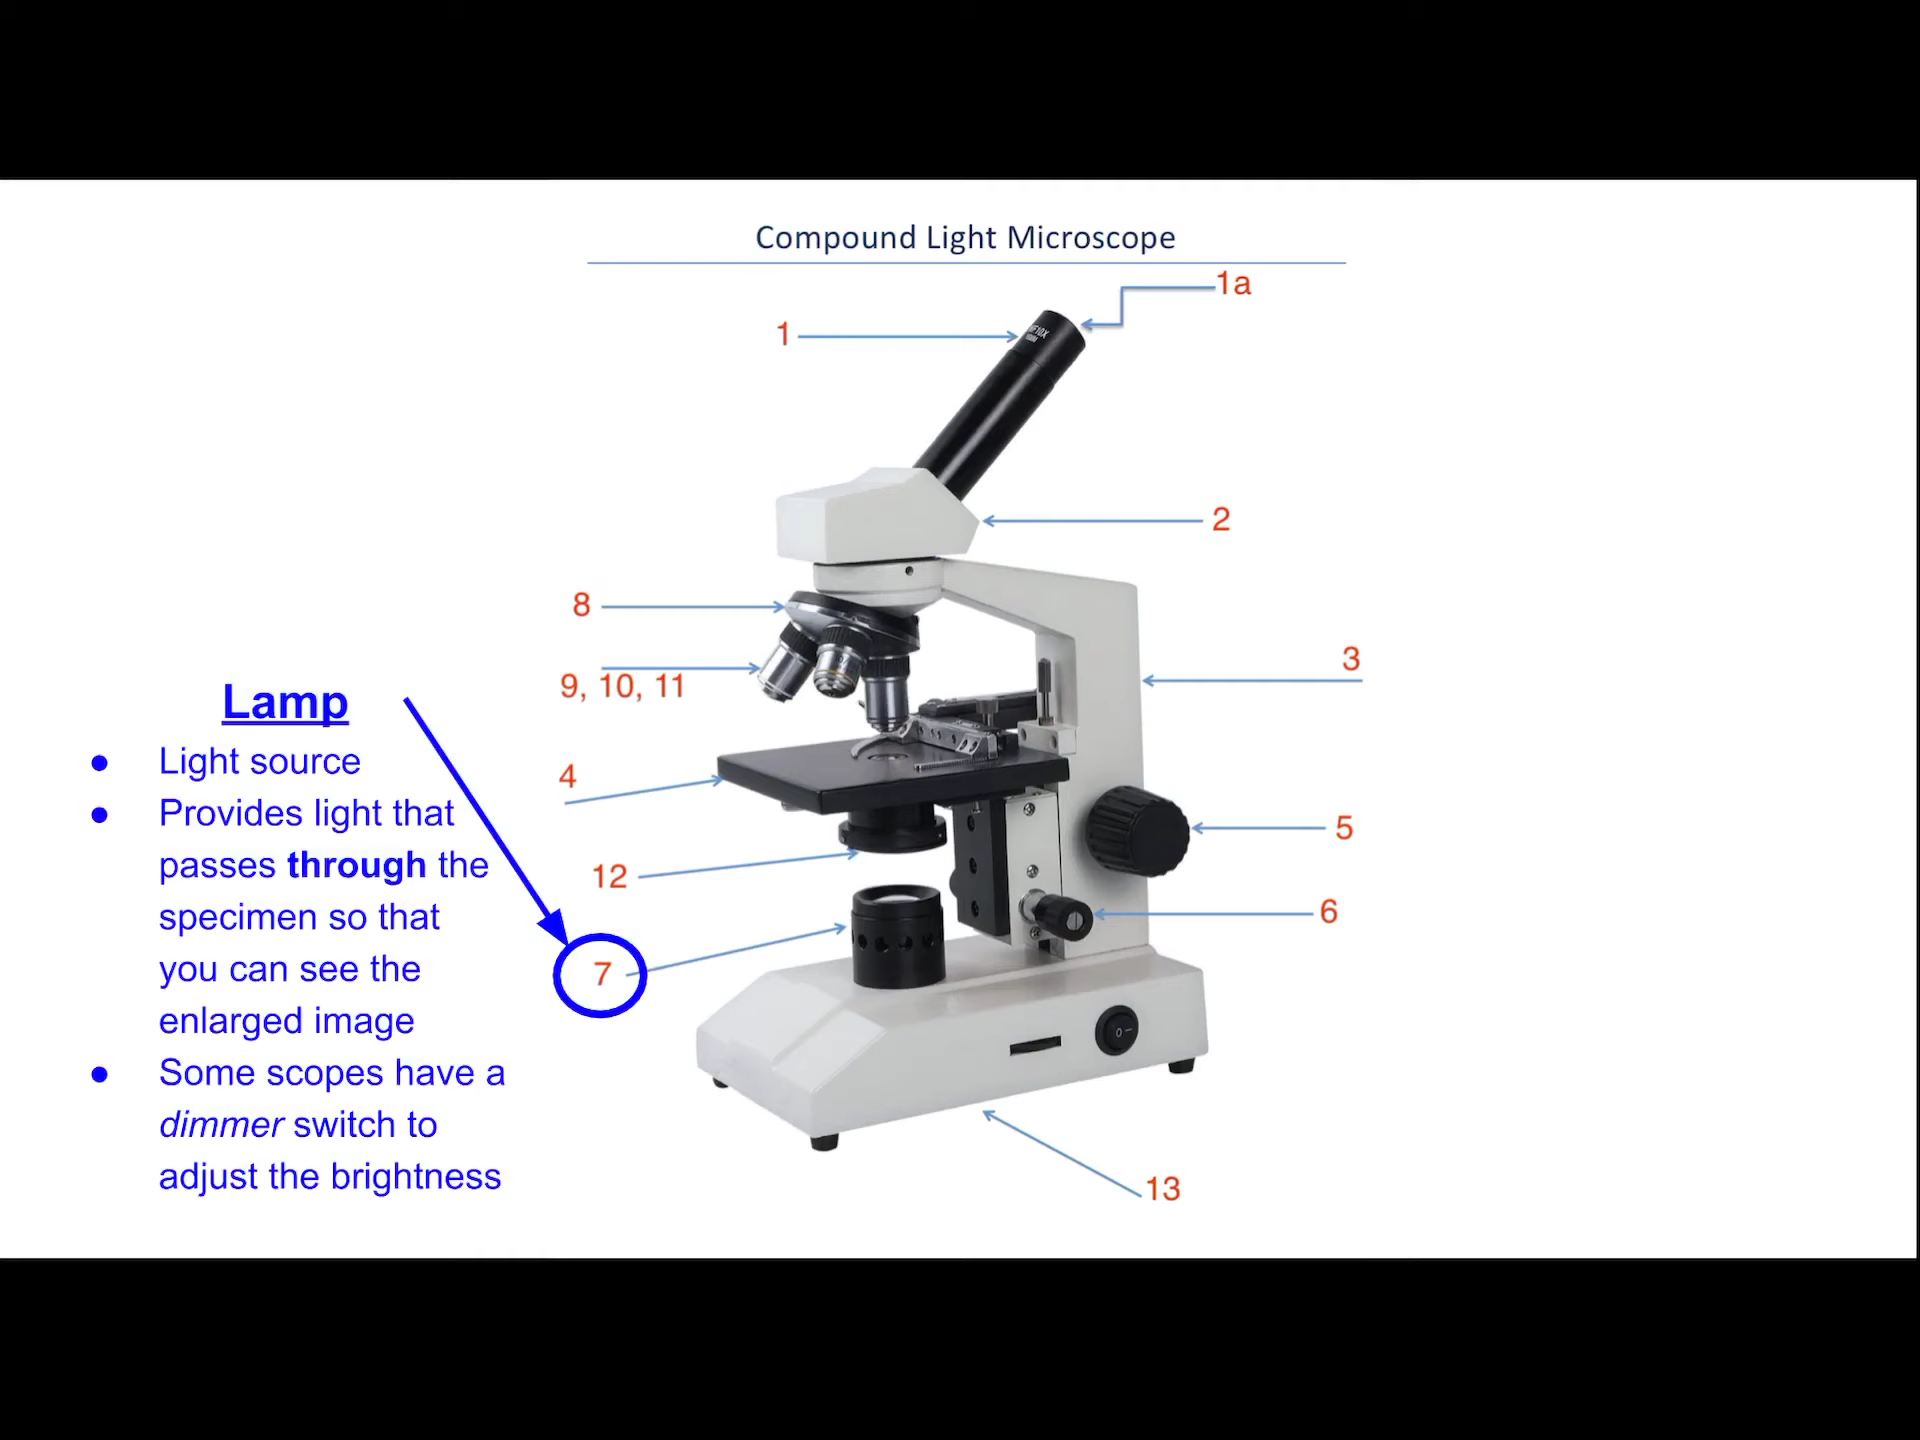 Compound Light Microscope
1a
1
WF10X
2
8
3
9, 10, 11
Lamp
● Light source
4
● Provides light that
passes through the
5
12
specimen so that
6
7
you can see the
enlarged image
● Some scopes have a
dimmer switch to
adjust the brightness
13